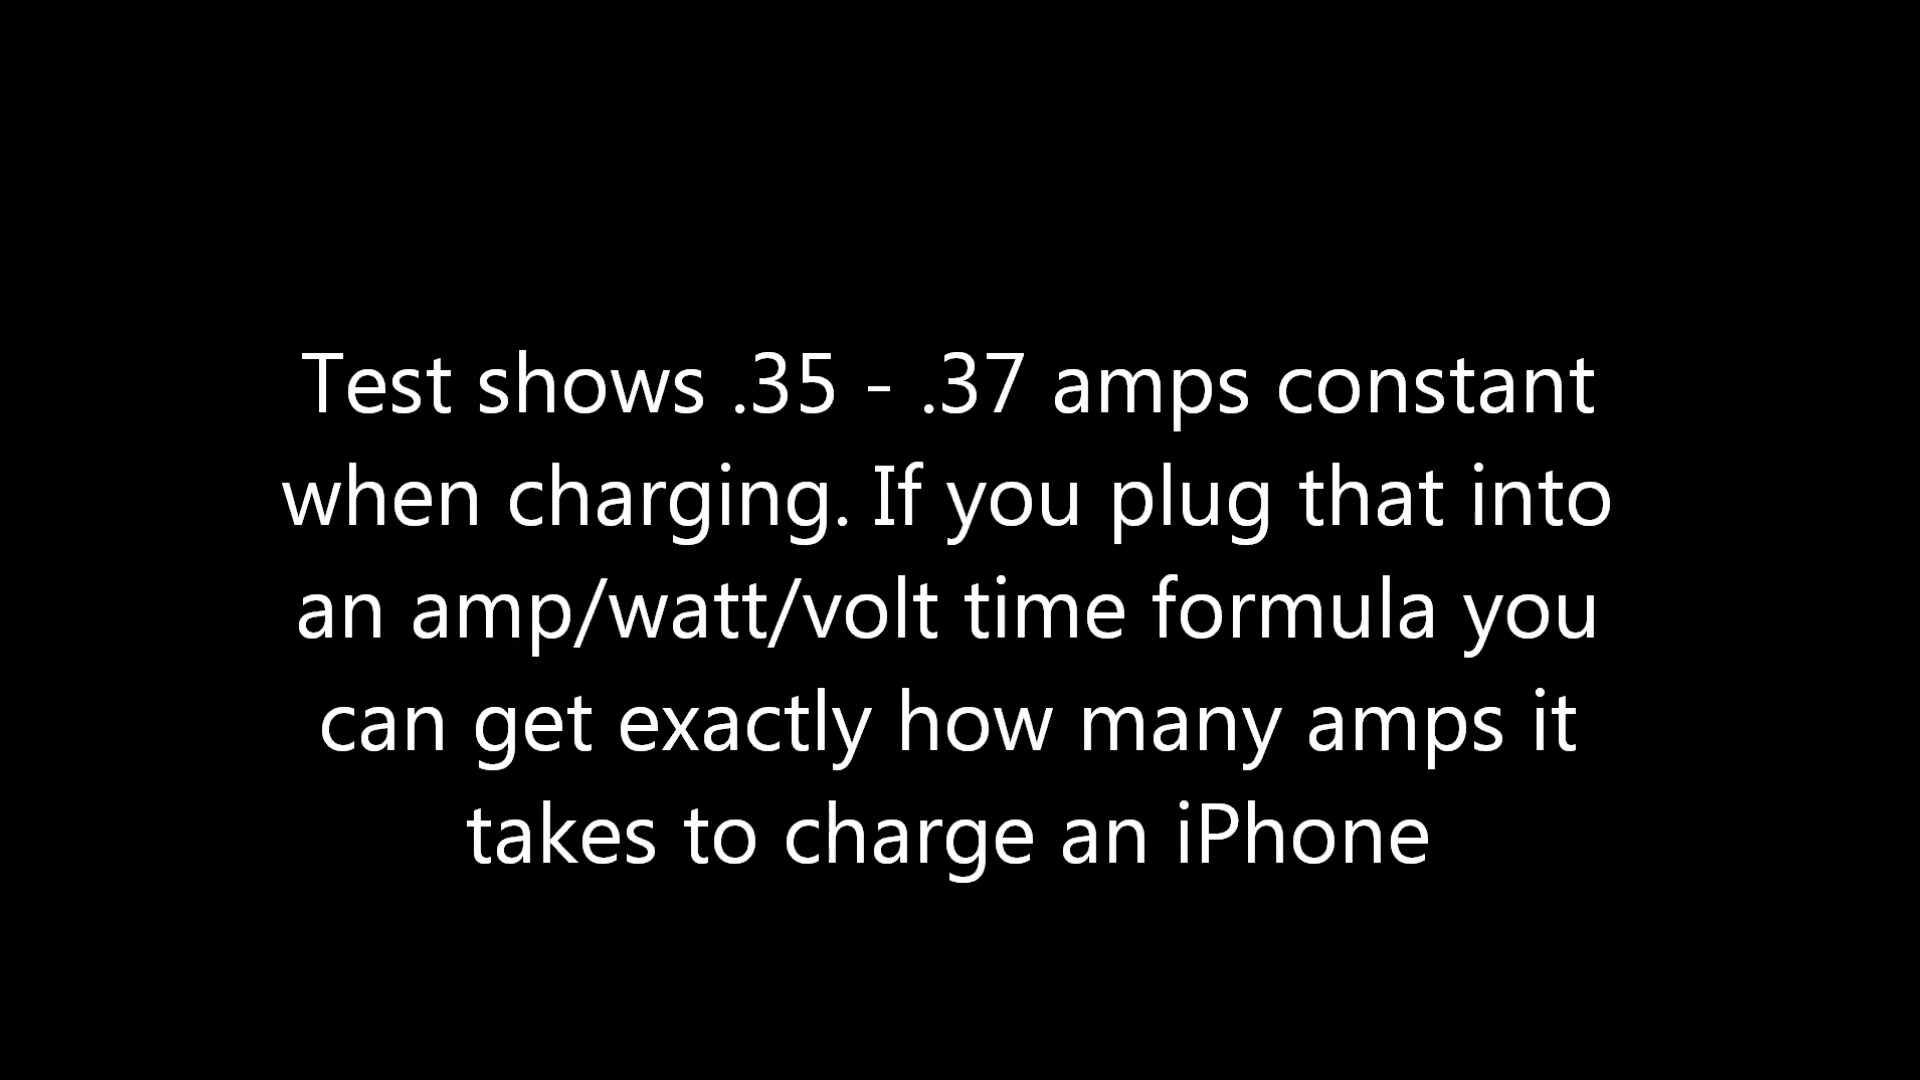 Test shows .35 - .37 amps constant
when charging. If you plug that into
an amp/watt/volt time formula you
can get exactly how many amps it
takes to charge an iPhone